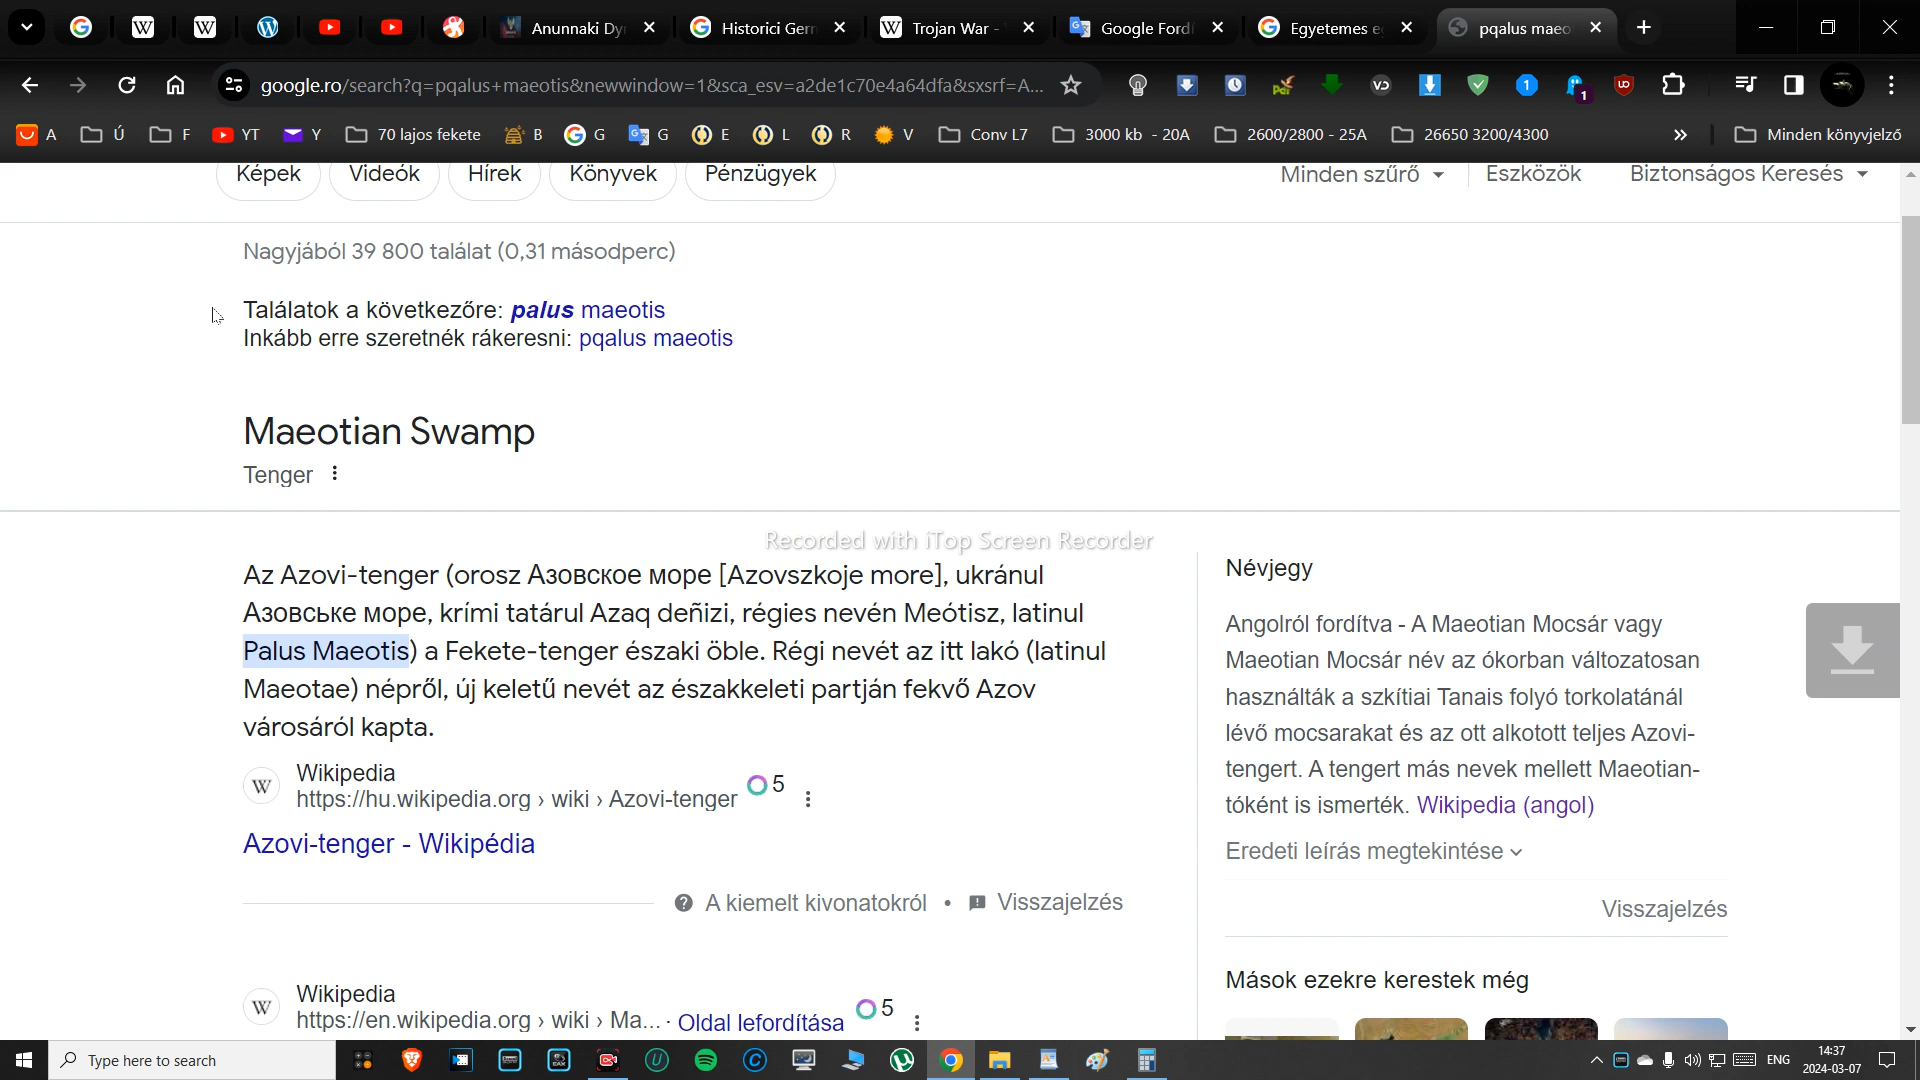 Anunnaki Dy
Historici Germ
Trojan War -
Google Fordí
Egyetemes e
pqalus maeo
google.ro/search?q=pqalus+maeotis&newwindow=1&sca_esv=a2de1c70e4a64dfa&sxsrf=A...
A Ú F YT Y 70 lajos fekete B G G E L R V Conv L7 3000 kb - 20A 2600/2800 - 25A 26650 3200/4300 » Minden könyvjelző
Képek Videók Hírek Könyvek Pénzügyek Minden szűrő Eszközök Biztonságos Keresés
Nagyjából 39 800 találat (0,31 másodperc)
Találatok a következőre: palus maeotis
Inkább erre szeretnék rákeresni: pqalus maeotis
Maeotian Swamp
Tenger
Recorded with iTop Screen Recorder
Az Azovi-tenger (orosz Азовское море [Azovszkoje more], ukránul
Азовське море, krími tatárul Azaq deñizi, régies nevén Meótisz, latinul
Palus Maeotis) a Fekete-tenger északi öble. Régi nevét az itt lakó (latinul
Maeotae) népről, új keletű nevét az északkeleti partján fekvő Azov
városáról kapta.
Wikipedia
https://hu.wikipedia.org › wiki › Azovi-tenger 5
Azovi-tenger - Wikipédia
A kiemelt kivonatokról • Visszajelzés
Wikipedia
https://en.wikipedia.org › wiki › Ma... · Oldal lefordítása 5
Névjegy
Angolról fordítva - A Maeotian Mocsár vagy
Maeotian Mocsár név az ókorban változatosan
használták a szkítiai Tanais folyó torkolatánál
lévő mocsarakat és az ott alkotott teljes Azovi-
tengert. A tengert más nevek mellett Maeotian-
tóként is ismerték. Wikipedia (angol)
Eredeti leírás megtekintése
Visszajelzés
Mások ezekre kerestek még
Type here to search
ENG
14:37
2024-03-07